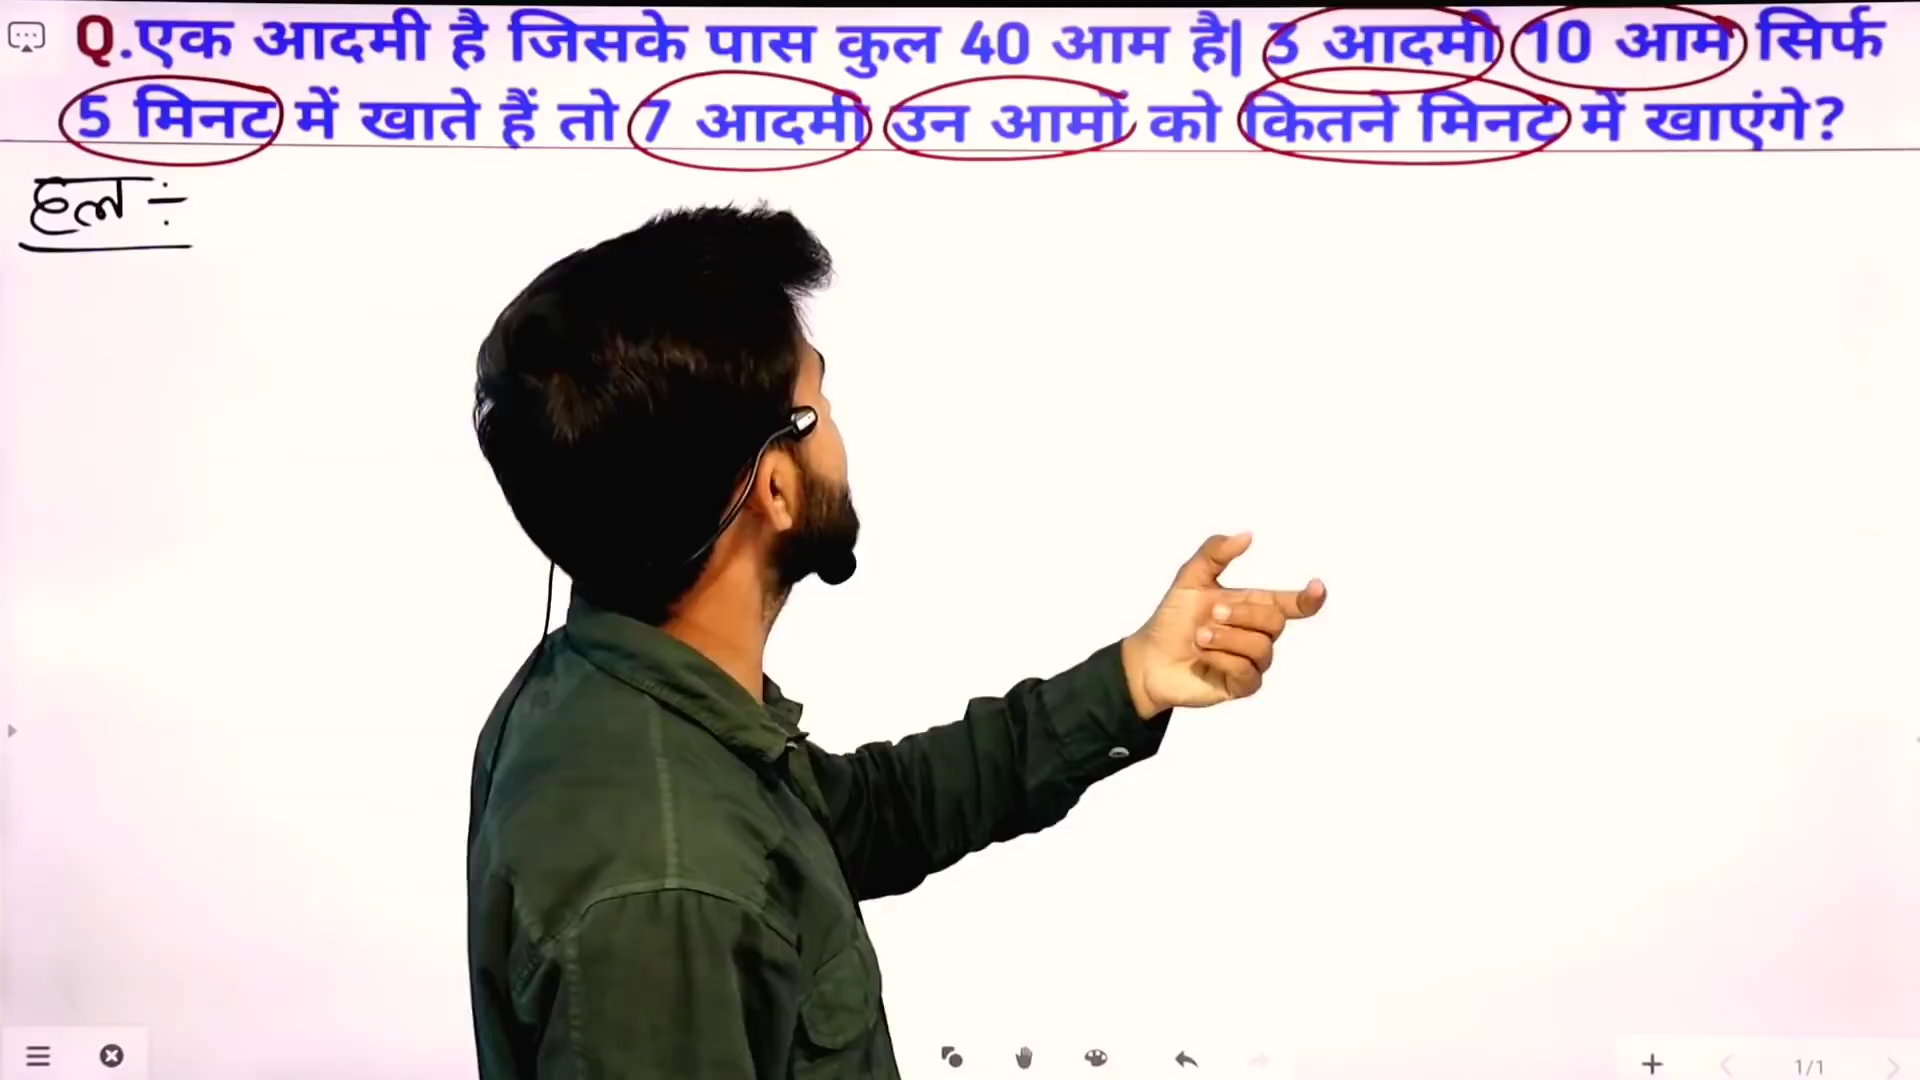 Q.एक आदमी है जिसके पास कुल 40 आम है| 3 आदमी 10 आम सिर्फ
5 मिनट में खाते हैं तो 7 आदमी उन आमों को कितने मिनट में खाएंगे?
हल :-
1/1